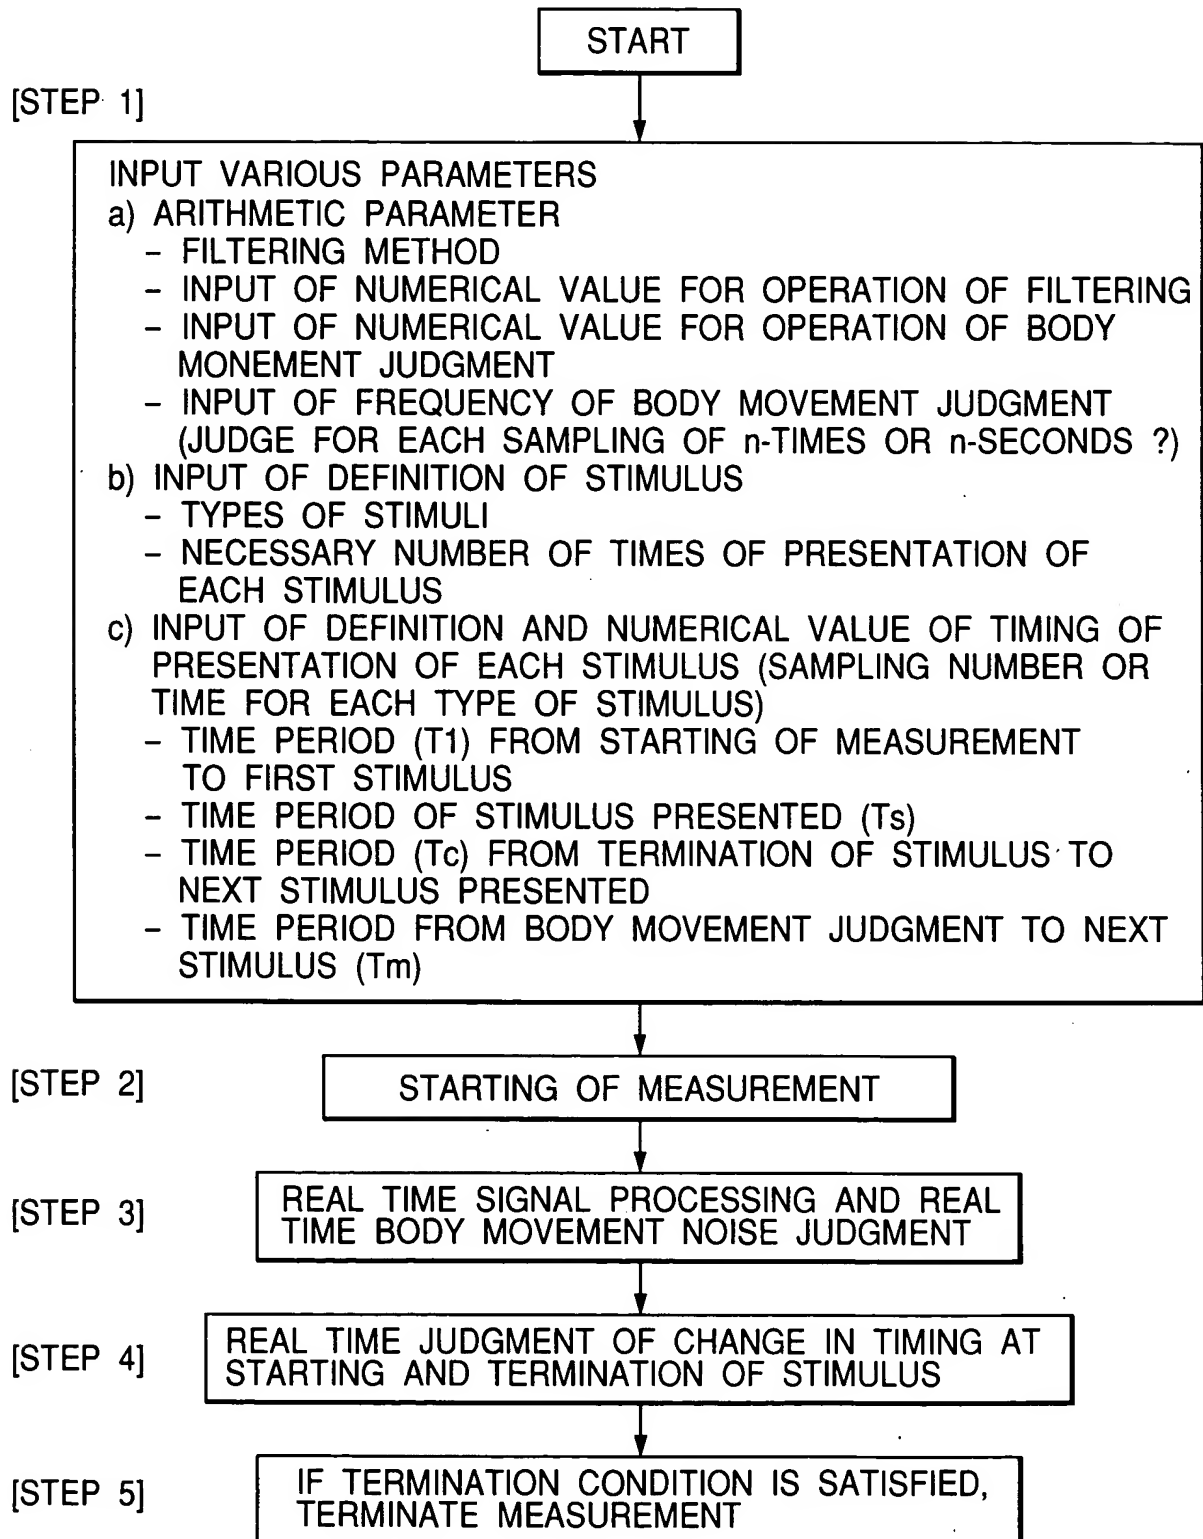 START
[STEP 1]
INPUT VARIOUS PARAMETERS
a) ARITHMETIC PARAMETER
– FILTERING METHOD
– INPUT OF NUMERICAL VALUE FOR OPERATION OF FILTERING
– INPUT OF NUMERICAL VALUE FOR OPERATION OF BODY
MONEMENT JUDGMENT
– INPUT OF FREQUENCY OF BODY MOVEMENT JUDGMENT
(JUDGE FOR EACH SAMPLING OF n-TIMES OR n-SECONDS ?)
b) INPUT OF DEFINITION OF STIMULUS
– TYPES OF STIMULI
– NECESSARY NUMBER OF TIMES OF PRESENTATION OF
EACH STIMULUS
c) INPUT OF DEFINITION AND NUMERICAL VALUE OF TIMING OF
PRESENTATION OF EACH STIMULUS (SAMPLING NUMBER OR
TIME FOR EACH TYPE OF STIMULUS)
– TIME PERIOD (T1) FROM STARTING OF MEASUREMENT
TO FIRST STIMULUS
– TIME PERIOD OF STIMULUS PRESENTED (Ts)
– TIME PERIOD (Tc) FROM TERMINATION OF STIMULUS TO
NEXT STIMULUS PRESENTED
– TIME PERIOD FROM BODY MOVEMENT JUDGMENT TO NEXT
STIMULUS (Tm)
[STEP 2]
STARTING OF MEASUREMENT
[STEP 3]
REAL TIME SIGNAL PROCESSING AND REAL
TIME BODY MOVEMENT NOISE JUDGMENT
[STEP 4]
REAL TIME JUDGMENT OF CHANGE IN TIMING AT
STARTING AND TERMINATION OF STIMULUS
[STEP 5]
IF TERMINATION CONDITION IS SATISFIED,
TERMINATE MEASUREMENT